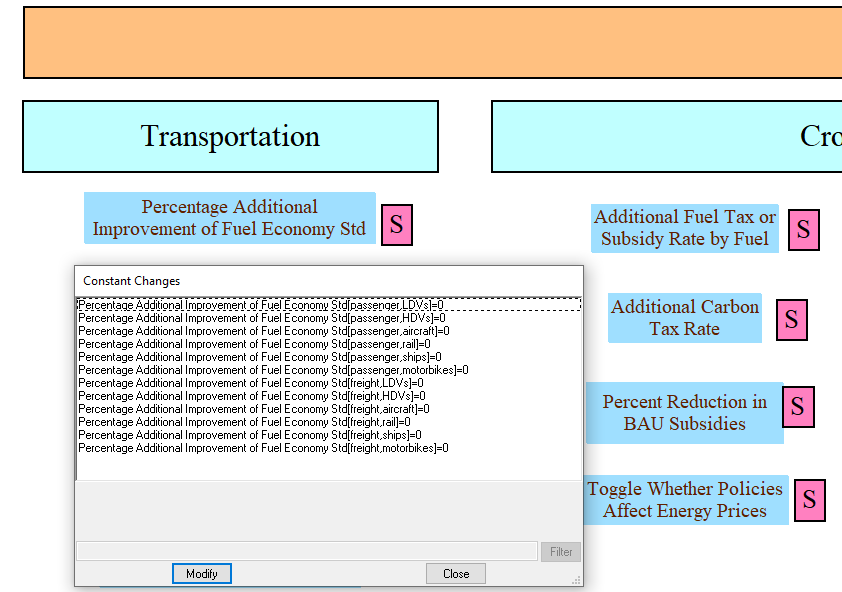 Transportation
Cro
Percentage Additional
Improvement of Fuel Economy Std
S
Additional Fuel Tax or
Subsidy Rate by Fuel
S
Constant Changes
Percentage Additional Improvement of Fuel Economy Std[passenger,LDVs]=0
Percentage Additional Improvement of Fuel Economy Std[passenger,HDVs]=0
Percentage Additional Improvement of Fuel Economy Std[passenger,aircraft]=0
Percentage Additional Improvement of Fuel Economy Std[passenger,rail]=0
Percentage Additional Improvement of Fuel Economy Std[passenger,ships]=0
Percentage Additional Improvement of Fuel Economy Std[passenger,motorbikes]=0
Percentage Additional Improvement of Fuel Economy Std[freight,LDVs]=0
Percentage Additional Improvement of Fuel Economy Std[freight,HDVs]=0
Percentage Additional Improvement of Fuel Economy Std[freight,aircraft]=0
Percentage Additional Improvement of Fuel Economy Std[freight,rail]=0
Percentage Additional Improvement of Fuel Economy Std[freight,ships]=0
Percentage Additional Improvement of Fuel Economy Std[freight,motorbikes]=0
Filter
Modify
Close
Additional Carbon
Tax Rate
S
Percent Reduction in
BAU Subsidies
S
Toggle Whether Policies
Affect Energy Prices
S